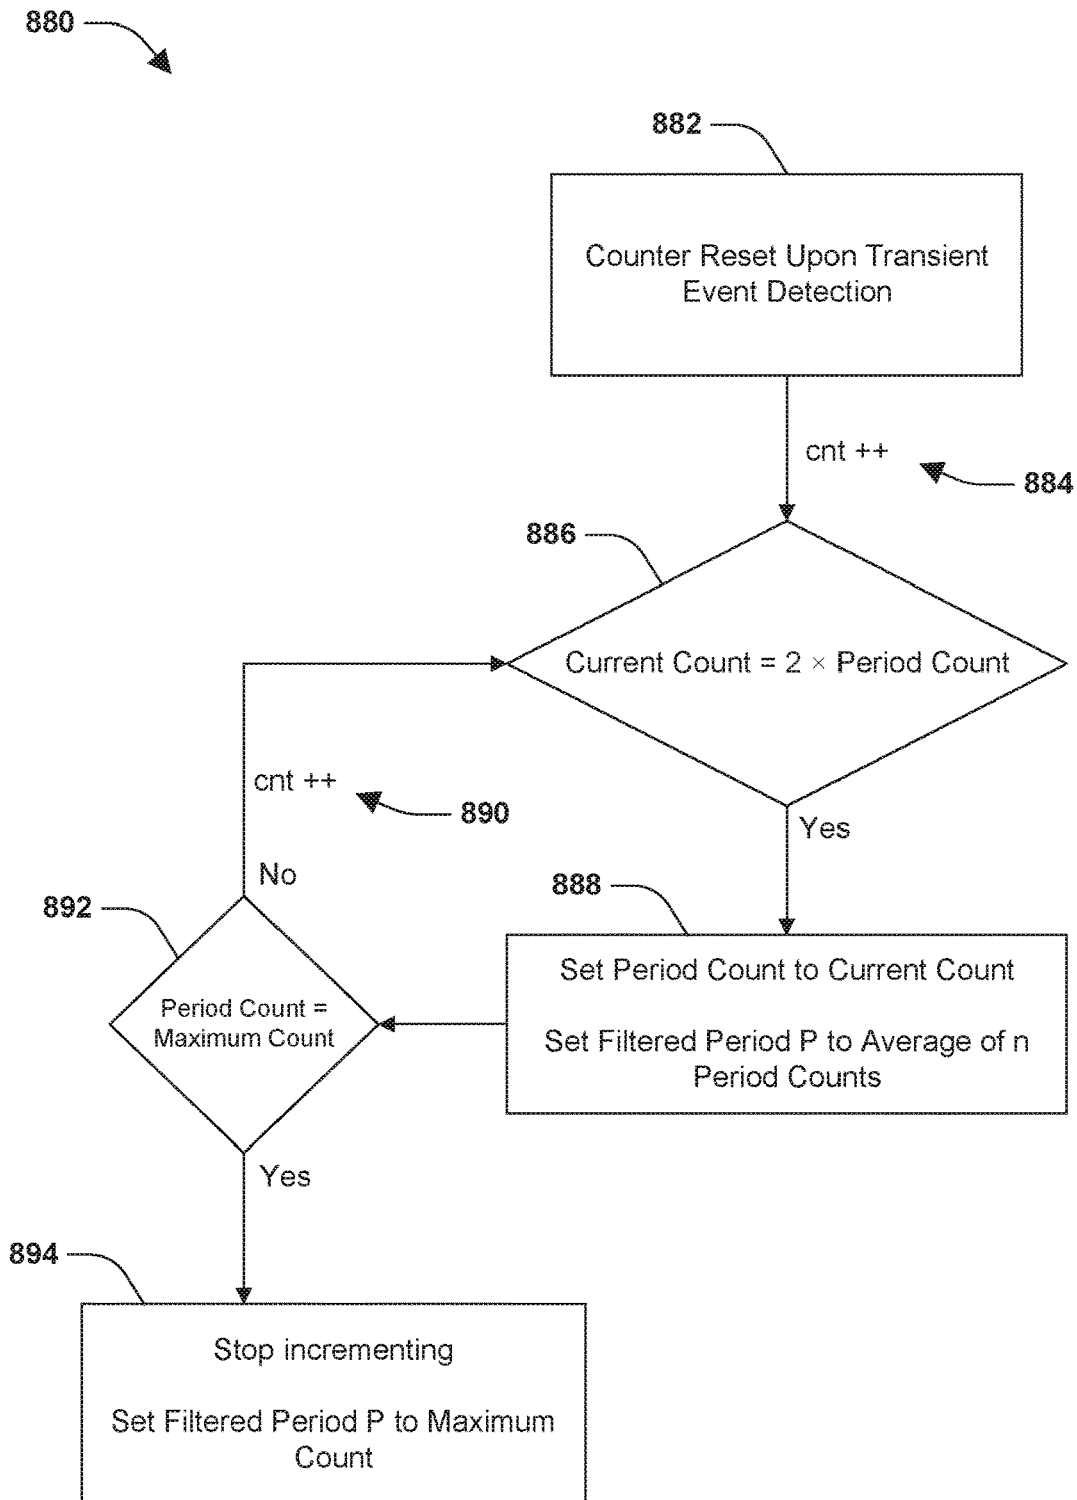 880
882
Counter Reset Upon Transient
Event Detection
cnt ++
884
886
Current Count = 2 × Period Count
cnt ++
890
Yes
No
888
892
Set Period Count to Current Count
Period Count =
Maximum Count
Set Filtered Period P to Average of n
Period Counts
Yes
894
Stop incrementing
Set Filtered Period P to Maximum
Count